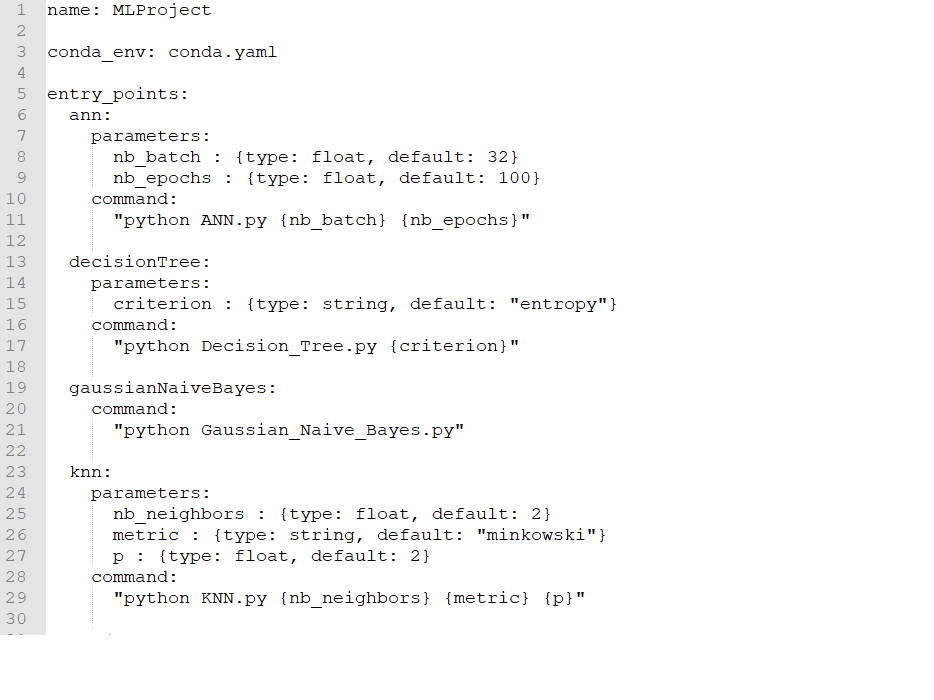 1 name: MLProject
2
3 conda_env: conda.yaml
4
5 entry_points:
6   ann:
7     parameters:
8       nb_batch : {type: float, default: 32}
9       nb_epochs : {type: float, default: 100}
10     command:
11       "python ANN.py {nb_batch} {nb_epochs}"
12
13   decisionTree:
14     parameters:
15       criterion : {type: string, default: "entropy"}
16     command:
17       "python Decision_Tree.py {criterion}"
18
19   gaussianNaiveBayes:
20     command:
21       "python Gaussian_Naive_Bayes.py"
22
23   knn:
24     parameters:
25       nb_neighbors : {type: float, default: 2}
26       metric : {type: string, default: "minkowski"}
27       p : {type: float, default: 2}
28     command:
29       "python KNN.py {nb_neighbors} {metric} {p}"
30